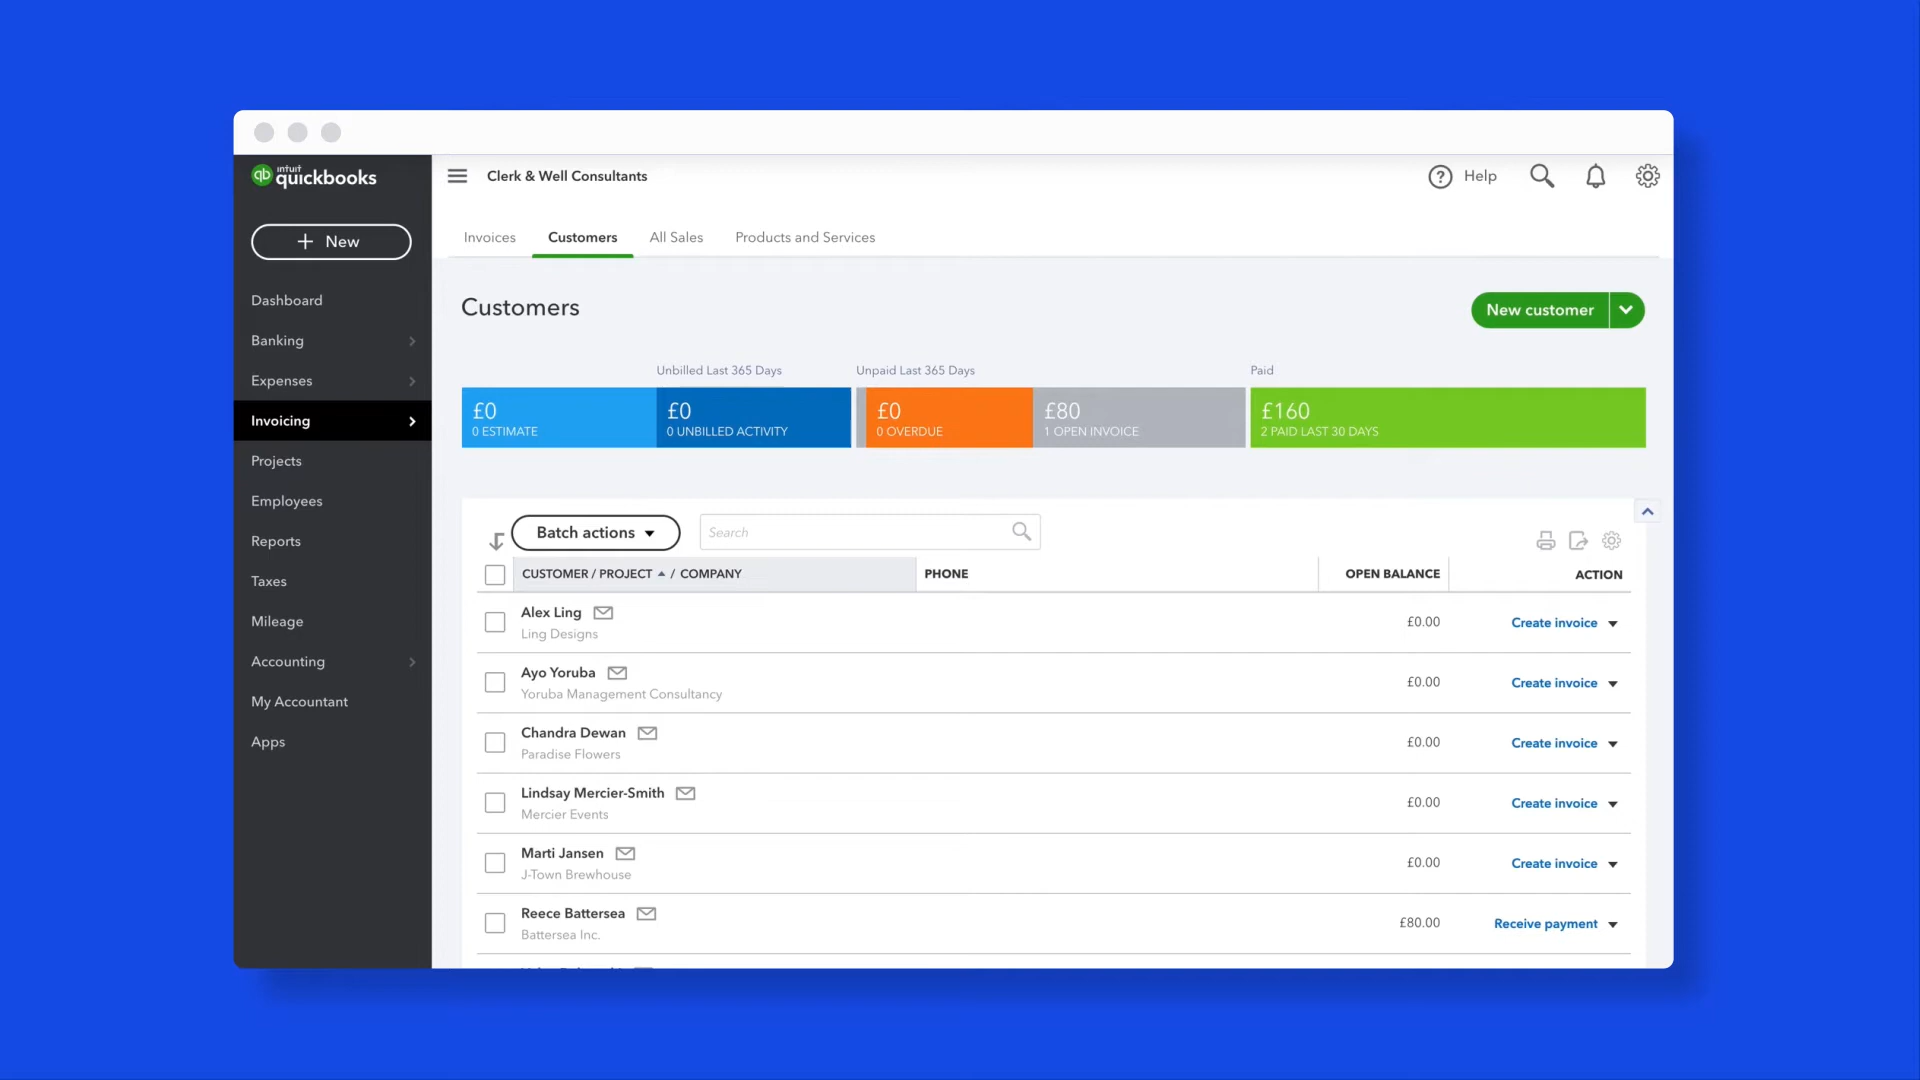 intuit
quickbooks
Clerk & Well Consultants
Help
New
Invoices
Customers
All Sales
Products and Services
Dashboard
Banking
Expenses
Invoicing
Projects
Employees
Reports
Taxes
Mileage
Accounting
My Accountant
Apps
Customers
New customer
Unbilled Last 365 Days
Unpaid Last 365 Days
Paid
£0
0 ESTIMATE
£0
0 UNBILLED ACTIVITY
£0
0 OVERDUE
£80
1 OPEN INVOICE
£160
2 PAID LAST 30 DAYS
Batch actions
Search
CUSTOMER / PROJECT / COMPANY
PHONE
OPEN BALANCE
ACTION
Alex Ling
Ling Designs
£0.00
Create invoice
Ayo Yoruba
Yoruba Management Consultancy
£0.00
Create invoice
Chandra Dewan
Paradise Flowers
£0.00
Create invoice
Lindsay Mercier-Smith
Mercier Events
£0.00
Create invoice
Marti Jansen
J-Town Brewhouse
£0.00
Create invoice
Reece Battersea
Battersea Inc.
£80.00
Receive payment